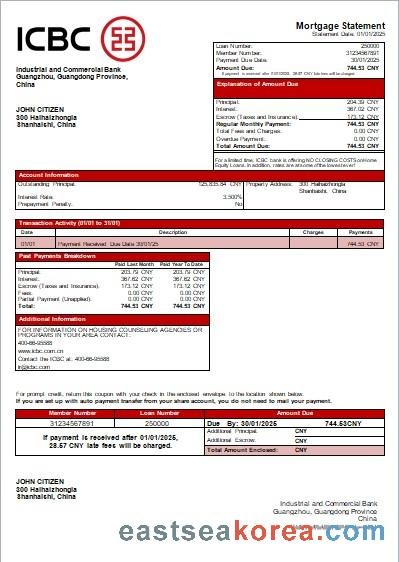 ICBC
Mortgage Statement
Statement Date: 01/01/2025
Industrial and Commercial Bank
Guangzhou, Guangdong Province,
China
Loan Number: 250000
Member Number: 31234567891
Payment Due Date: 30/01/2025
Amount Due: 744.53 CNY
If payment is received after 01/01/2025, 28.57 CNY late fees will be charged.
Explanation of Amount Due
Principal: 204.39 CNY
Interest: 367.02 CNY
Escrow (Taxes and Insurance): 173.12 CNY
Regular Monthly Payment: 744.53 CNY
Total Fees and Charges: 0.00 CNY
Overdue Payment: 0.00 CNY
Total Amount Due: 744.53 CNY
JOHN CITIZEN
300 Haihaizhongla
Shanhaishi, China
For a limited time, ICBC bank is offering NO CLOSING COSTS on Home
Equity Loans. In addition, rates are at some of the lowest ever!
Account Information
Outstanding Principal: 125,835.84 CNY
Interest Rate: 3.500%
Prepayment Penalty: No
Property Address: 300 Haihaizhongla
Shanhaishi, China
Transaction Activity (01/01 to 31/01)
Date Description Charges Payments
01/01 Payment Received Due Date 30/01/25 744.53 CNY
Past Payments Breakdown
Paid Last Month Paid Year To Date
Principal: 203.79 CNY 203.79 CNY
Interest: 367.62 CNY 367.62 CNY
Escrow (Taxes and Insurance): 173.12 CNY 173.12 CNY
Fees: 0.00 CNY 0.00 CNY
Partial Payment (Unapplied): 0.00 CNY 0.00 CNY
Total: 744.53 CNY 744.53 CNY
Additional Information
FOR INFORMATION ON HOUSING COUNSELING AGENCIES OR
PROGRAMS IN YOUR AREA CONTACT:
400-66-95588
www.icbc.com.cn
Contact the ICBC at: 400-66-95588
ir@icbc.com
For prompt credit, return this coupon with your check in the enclosed envelope to the location shown below.
If you are set up with auto payment transfer from your share account, you do not need to mail your payment.
Member Number Loan Number Amount Due
31234567891 250000 Due By: 30/01/2025 744.53CNY
If payment is received after 01/01/2025,
28.57 CNY late fees will be charged.
Additional Principal: CNY
Additional Escrow: CNY
Total Amount Enclosed: CNY
JOHN CITIZEN
300 Haihaizhongla
Shanhaishi, China
Industrial and Commercial Bank
Guangzhou, Guangdong Province
China
eastseakorea.com